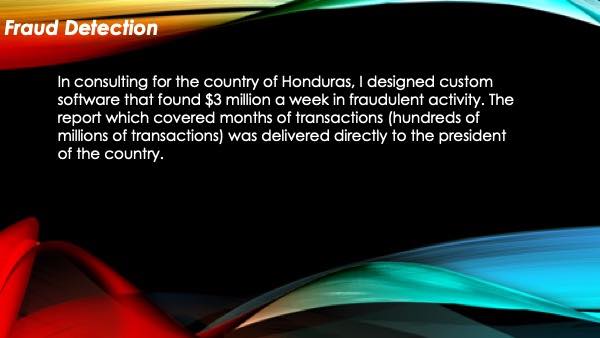 Fraud Detection
In consulting for the country of Honduras, I designed custom
software that found $3 million a week in fraudulent activity. The
report which covered months of transactions (hundreds of
millions of transactions) was delivered directly to the president
of the country.